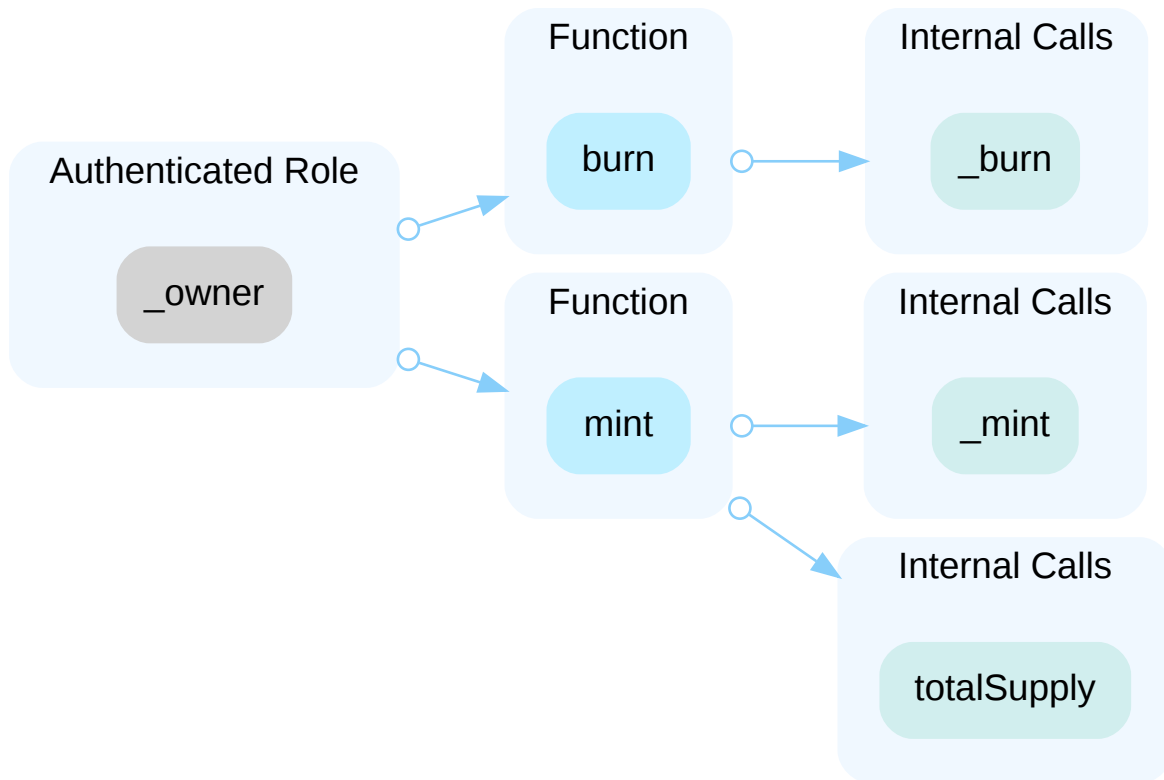 Authenticated Role
_owner
Function
burn
Internal Calls
_burn
Function
mint
Internal Calls
_mint
Internal Calls
totalSupply